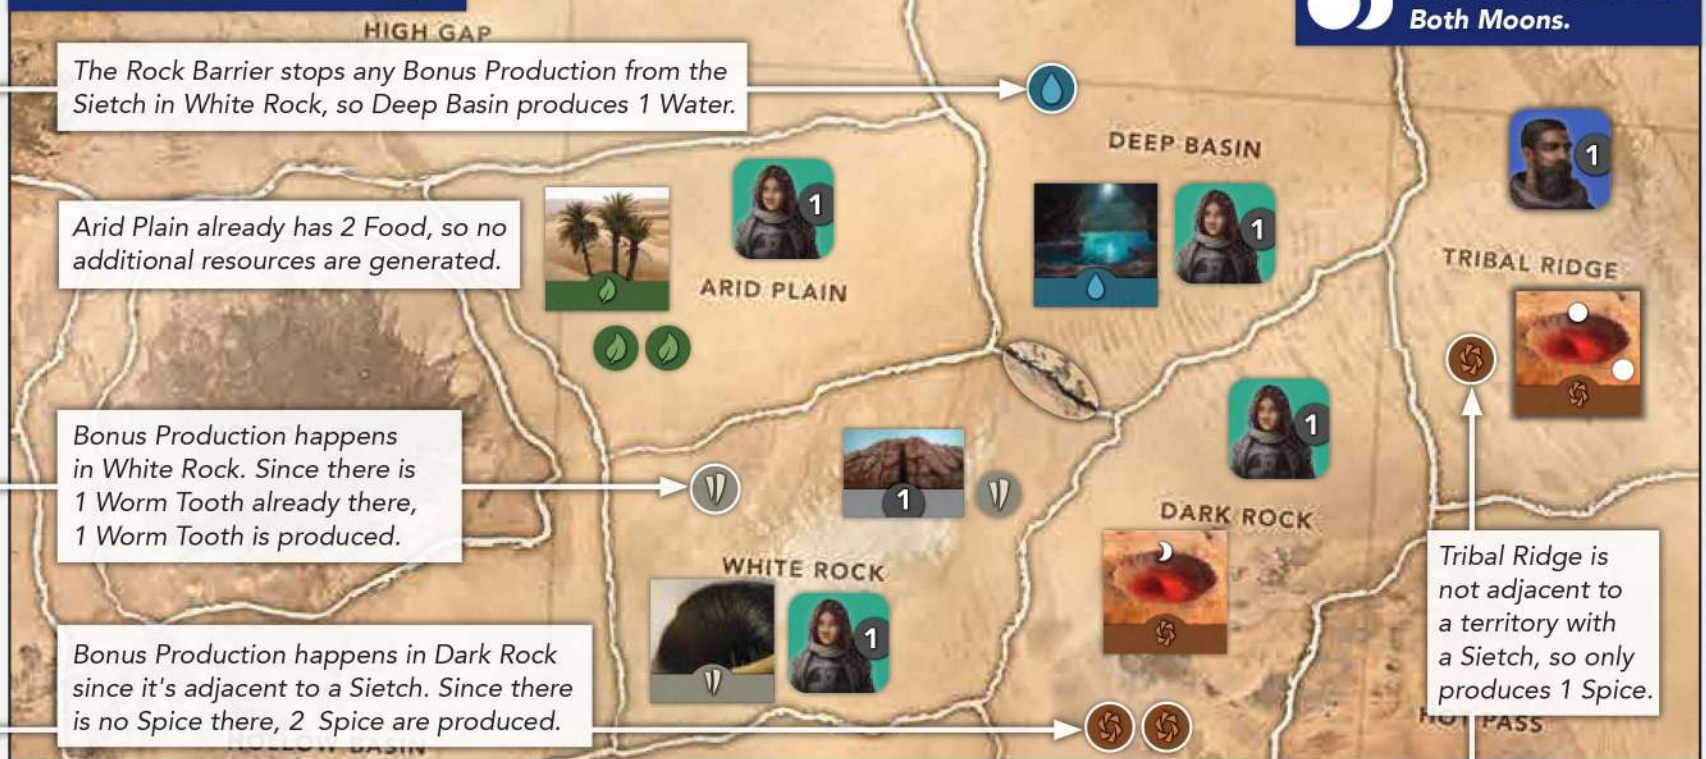 Both Moons.
HIGH GAP
The Rock Barrier stops any Bonus Production from the
Sietch in White Rock, so Deep Basin produces 1 Water.
DEEP BASIN
1
1
1
Arid Plain already has 2 Food, so no
additional resources are generated.
ARID PLAIN
TRIBAL RIDGE
Bonus Production happens
in White Rock. Since there is
1 Worm Tooth already there,
1 Worm Tooth is produced.
1
1
DARK ROCK
WHITE ROCK
1
Tribal Ridge is
not adjacent to
a territory with
a Sietch, so only
produces 1 Spice.
Bonus Production happens in Dark Rock
since it's adjacent to a Sietch. Since there
is no Spice there, 2 Spice are produced.
HOT PASS
HOLLOW BASIN